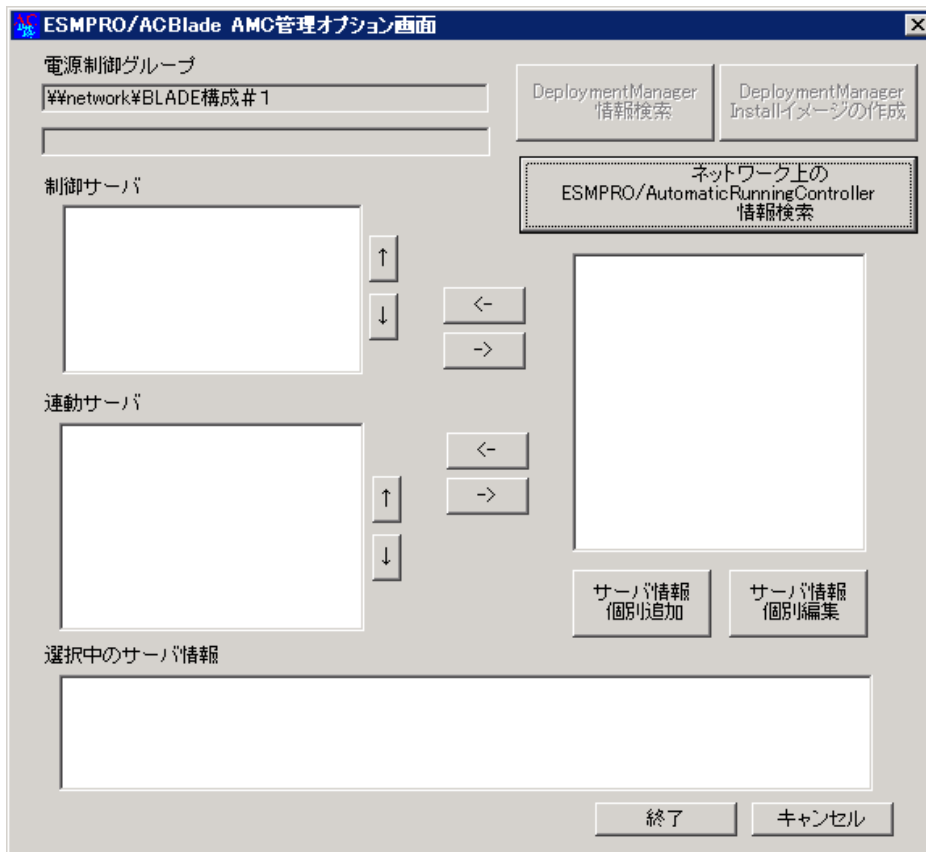 ESMPRO/ACBlade AMC管理オプション画面
電源制御グループ
¥¥network¥BLADE構成＃1
DeploymentManager
情報検索
DeploymentManager
Installイメージの作成
ネットワーク上の
ESMPRO/AutomaticRunningController
情報検索
制御サーバ
↑
↓
<-
->
連動サーバ
↑
↓
<-
->
サーバ情報
個別追加
サーバ情報
個別編集
選択中のサーバ情報
終了
キャンセル